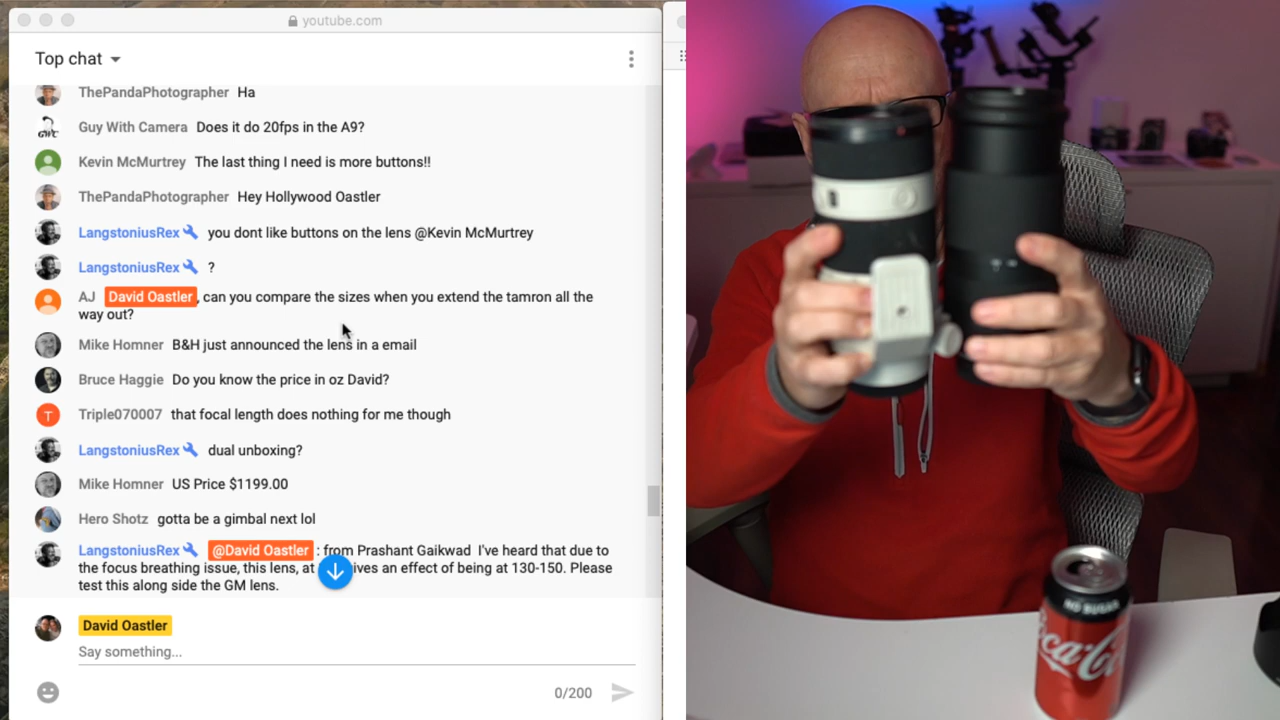 youtube.com
Top chat
ThePandaPhotographer Ha
Guy With Camera Does it do 20fps in the A9?
GWC
Kevin McMurtrey The last thing I need is more buttons!!
ThePandaPhotographer Hey Hollywood Oastler
LangstoniusRex you dont like buttons on the lens @Kevin McMurtrey
LangstoniusRex ?
AJ David Oastler, can you compare the sizes when you extend the tamron all the
way out?
Mike Homner B&H just announced the lens in a email
Bruce Haggie Do you know the price in oz David?
T Triple070007 that focal length does nothing for me though
LangstoniusRex dual unboxing?
Mike Homner US Price $1199.00
Hero Shotz gotta be a gimbal next lol
LangstoniusRex @David Oastler : from Prashant Gaikwad I've heard that due to
the focus breathing issue, this lens, at an effect of being at 130-150. Please
test this along side the GM lens.
David Oastler
Say something...
0/200
NO SUGAR
Coca-Co